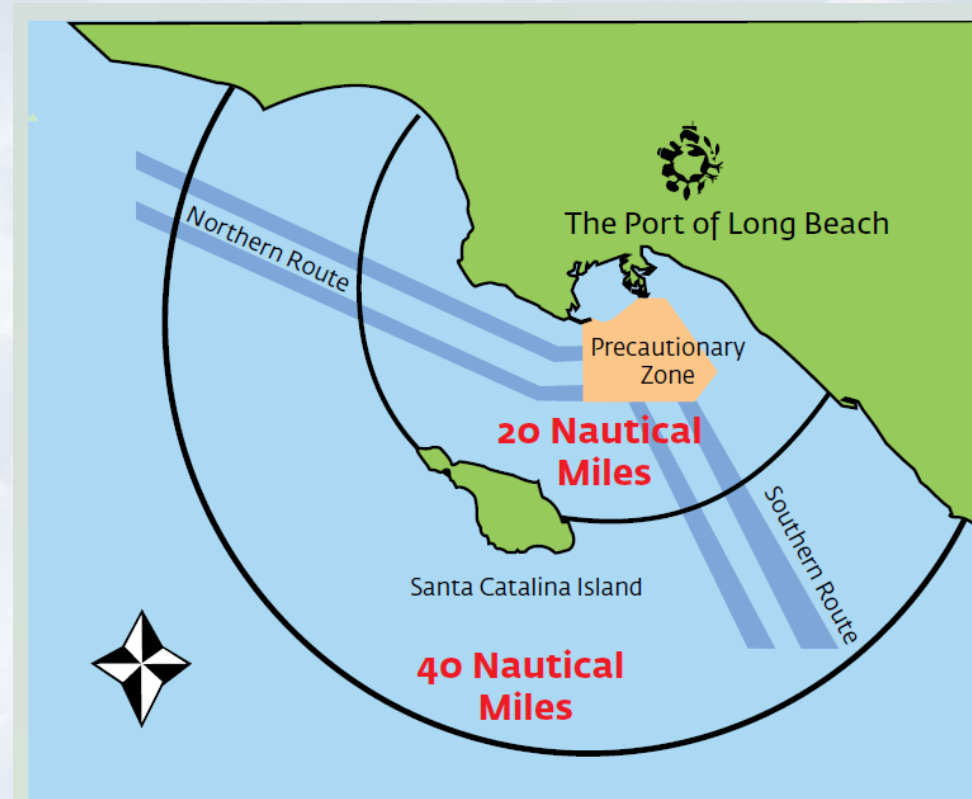 The Port of Long Beach
Northern Route
Precautionary
Zone
20 Nautical
Miles
Southern Route
Santa Catalina Island
40 Nautical
Miles